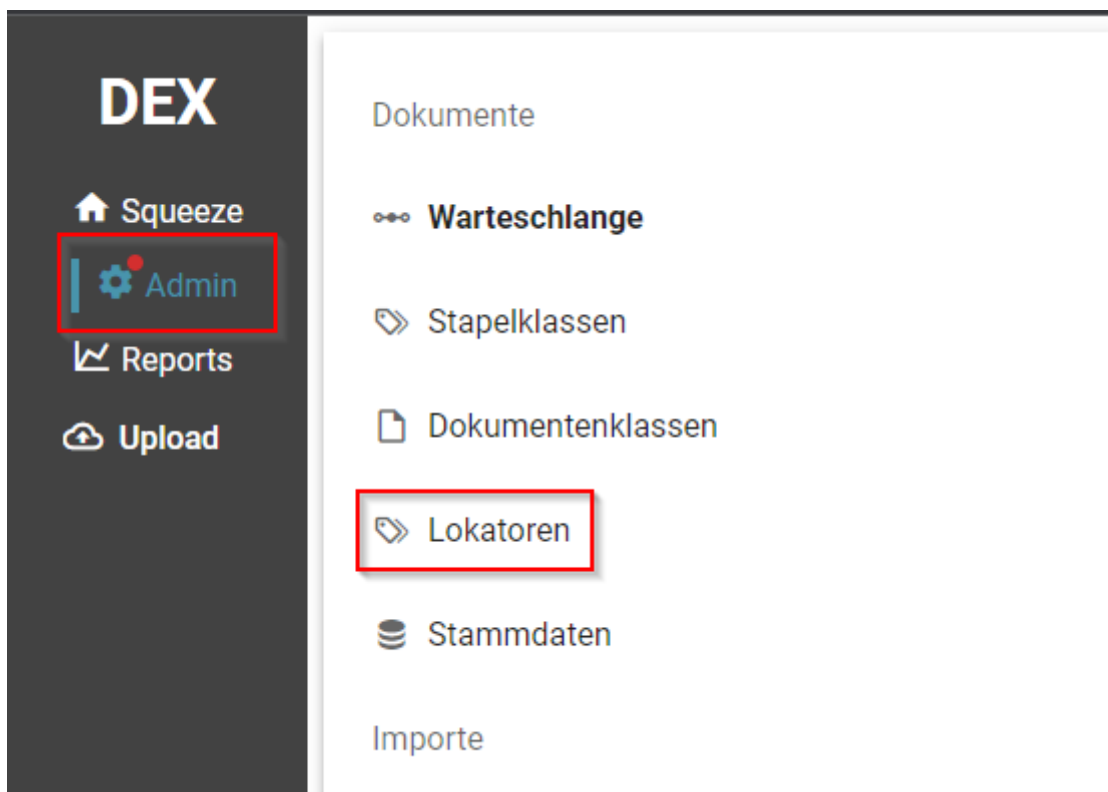 DEX
Squeeze
Admin
Reports
Upload
Dokumente
Warteschlange
Stapelklassen
Dokumentenklassen
Lokatoren
Stammdaten
Importe